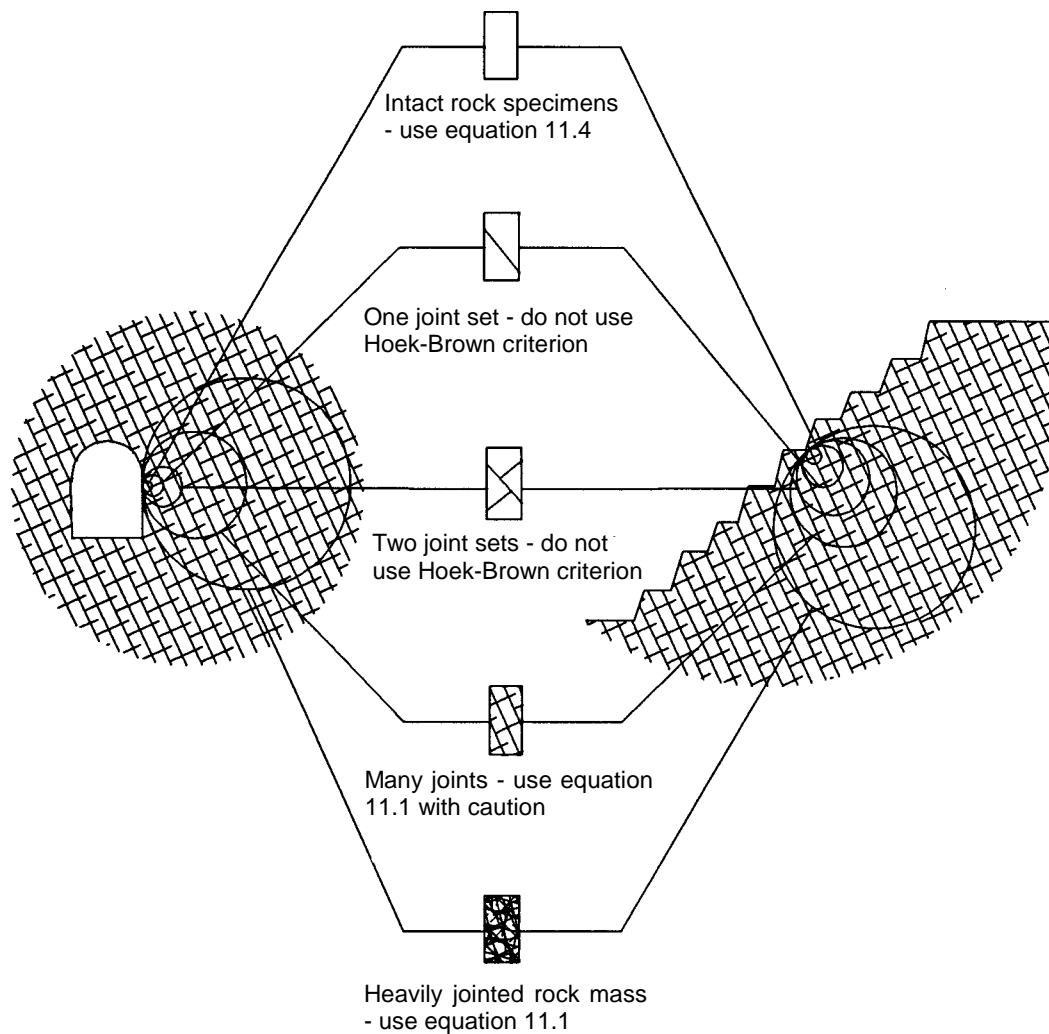 Intact rock specimens
- use equation 11.4
One joint set - do not use
Hoek-Brown criterion
Two joint sets - do not
use Hoek-Brown criterion
Many joints - use equation
11.1 with caution
Heavily jointed rock mass
- use equation 11.1